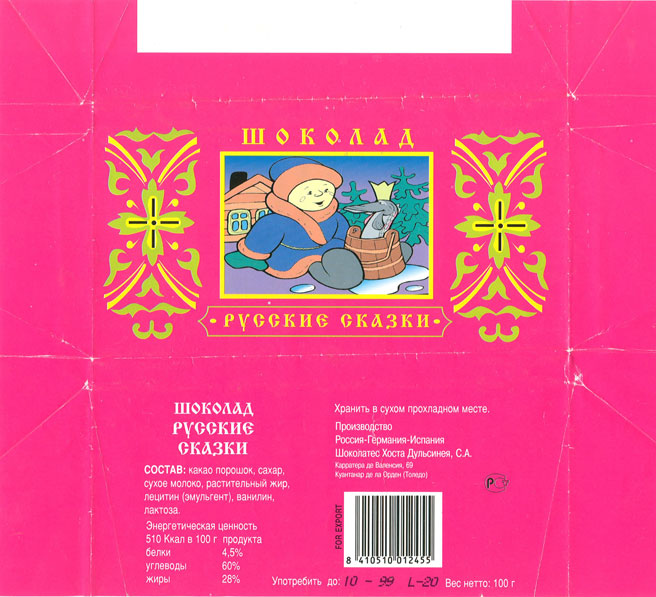 ШОКОЛАД
· РУССКИЕ СКАЗКИ ·
ШОКОЛАД
РУССКИЕ
СКАЗКИ
СОСТАВ: какао порошок, сахар,
сухое молоко, растительный жир,
лецитин (эмульгент), ванилин,
лактоза.
Энергетическая ценность
510 Ккал в 100 г продукта
белки 4,5%
углеводы 60%
жиры 28%
Хранить в сухом прохладном месте.
Производство
Россия-Германия-Испания
Шоколатес Хоста Дульсинея, С.А.
Карратера де Валенсия, 69
Куантанар де ла Орден (Толедо)
РСТ
FOR EXPORT
8 410510 012455
Употребить до: 10 - 99 L-20 Вес нетто: 100 г